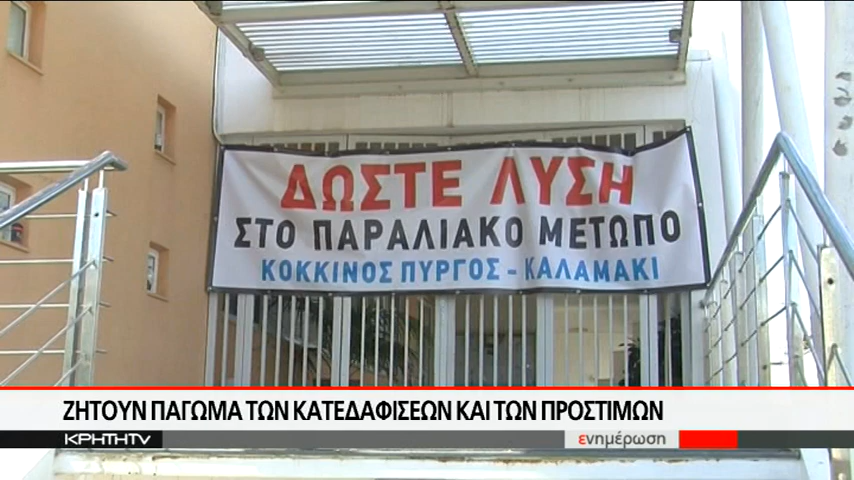 ΔΩΣΤΕ ΛΥΣΗ
ΣΤΟ ΠΑΡΑΛΙΑΚΟ ΜΕΤΩΠΟ
ΚΟΚΚΙΝΟΣ ΠΥΡΓΟΣ - ΚΑΛΑΜΑΚΙ
ΖΗΤΟΥΝ ΠΑΓΩΜΑ ΤΩΝ ΚΑΤΕΔΑΦΙΣΕΩΝ ΚΑΙ ΤΩΝ ΠΡΟΣΤΙΜΩΝ
ΚΡΗΤΗTV
ενημέρωση